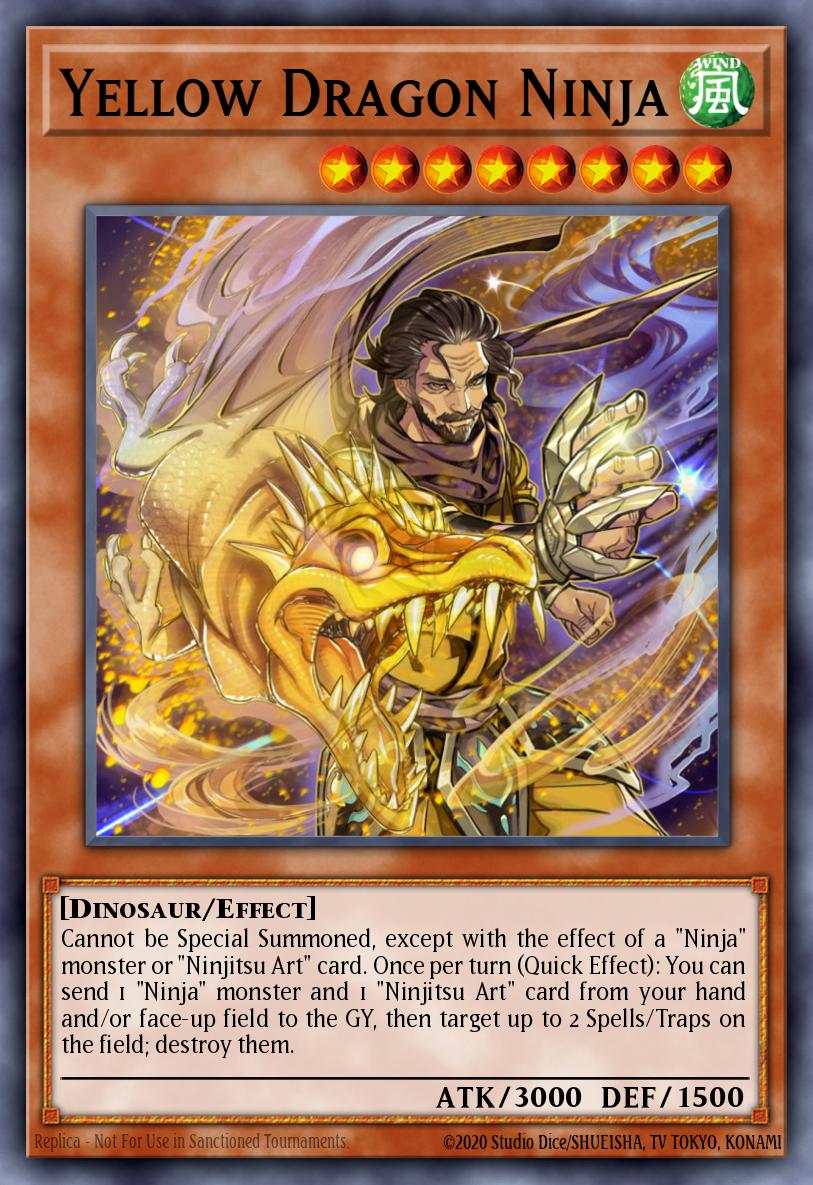 Yellow Dragon Ninja
WIND
風
[Dinosaur/Effect]
Cannot be Special Summoned, except with the effect of a "Ninja"
monster or "Ninjitsu Art" card. Once per turn (Quick Effect): You can
send 1 "Ninja" monster and 1 "Ninjitsu Art" card from your hand
and/or face-up field to the GY, then target up to 2 Spells/Traps on
the field; destroy them.
ATK/3000 DEF/1500
Replica - Not For Use in Sanctioned Tournaments.
©2020 Studio Dice/SHUEISHA, TV TOKYO, KONAMI